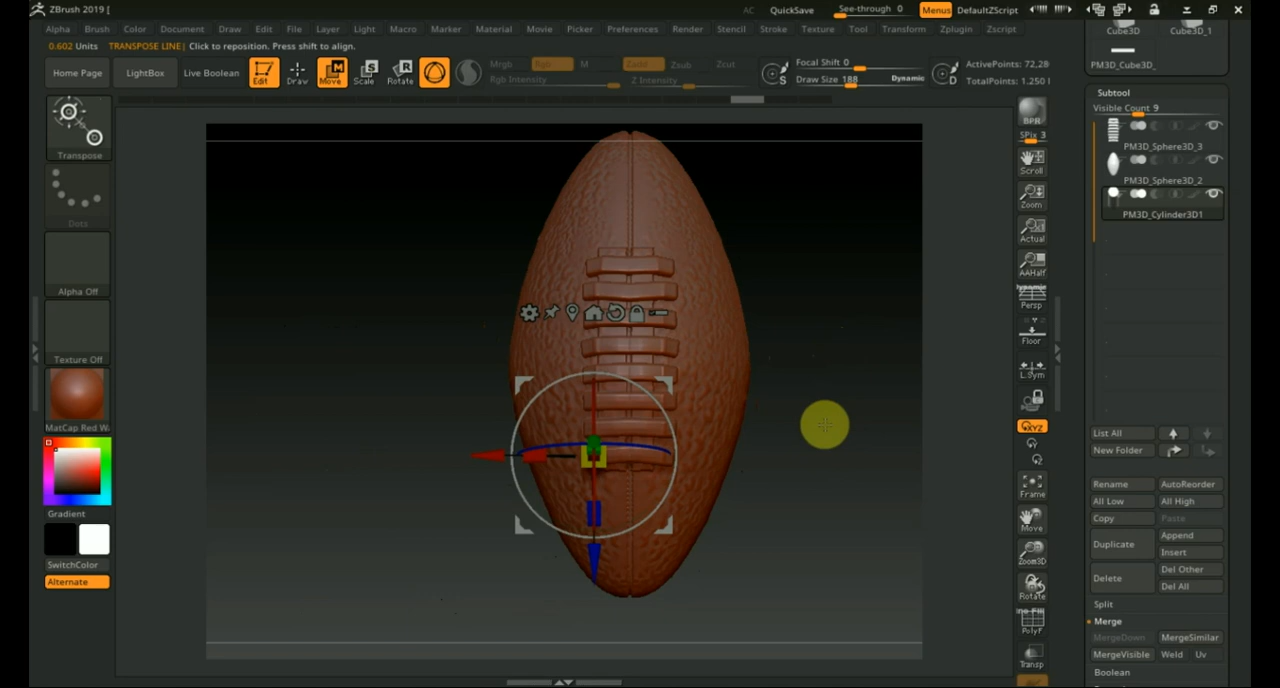 ZBrush 2019 [
AC QuickSave See-through 0 Menus DefaultZScript
Alpha Brush Color Document Draw Edit File Layer Light Macro Marker Material Movie Picker Preferences Render Stencil Stroke Texture Tool Transform Zplugin Zscript
0.602 Units TRANSPOSE LINE| Click to reposition. Press shift to align.
Home Page LightBox Live Boolean Edit Draw Move Scale Rotate
Mrgb Rgb M Zadd Zsub Zcut
Rgb Intensity Z Intensity
Focal Shift 0
Draw Size 188 Dynamic
ActivePoints: 72,28
TotalPoints: 1.250
S
D
Transpose
Dots
Alpha Off
Texture Off
MatCap Red W
Gradient
SwitchColor
Alternate
BPR
SPix 3
Scroll
Zoom
Actual
AAHalf
Dynamic
Persp
Floor
L.Sym
XYZ
Frame
Move
Zoom3D
Rotate
PolyF
Transp
Cube3D Cube3D_1
PM3D_Cube3D_
Subtool
Visible Count 9
PM3D_Sphere3D_3
PM3D_Sphere3D_2
PM3D_Cylinder3D1
List All
New Folder
Rename AutoReorder
All Low All High
Copy Paste
Duplicate Append
Insert
Delete Del Other
Del All
Split
Merge
MergeDown MergeSimilar
MergeVisible Weld Uv
Boolean